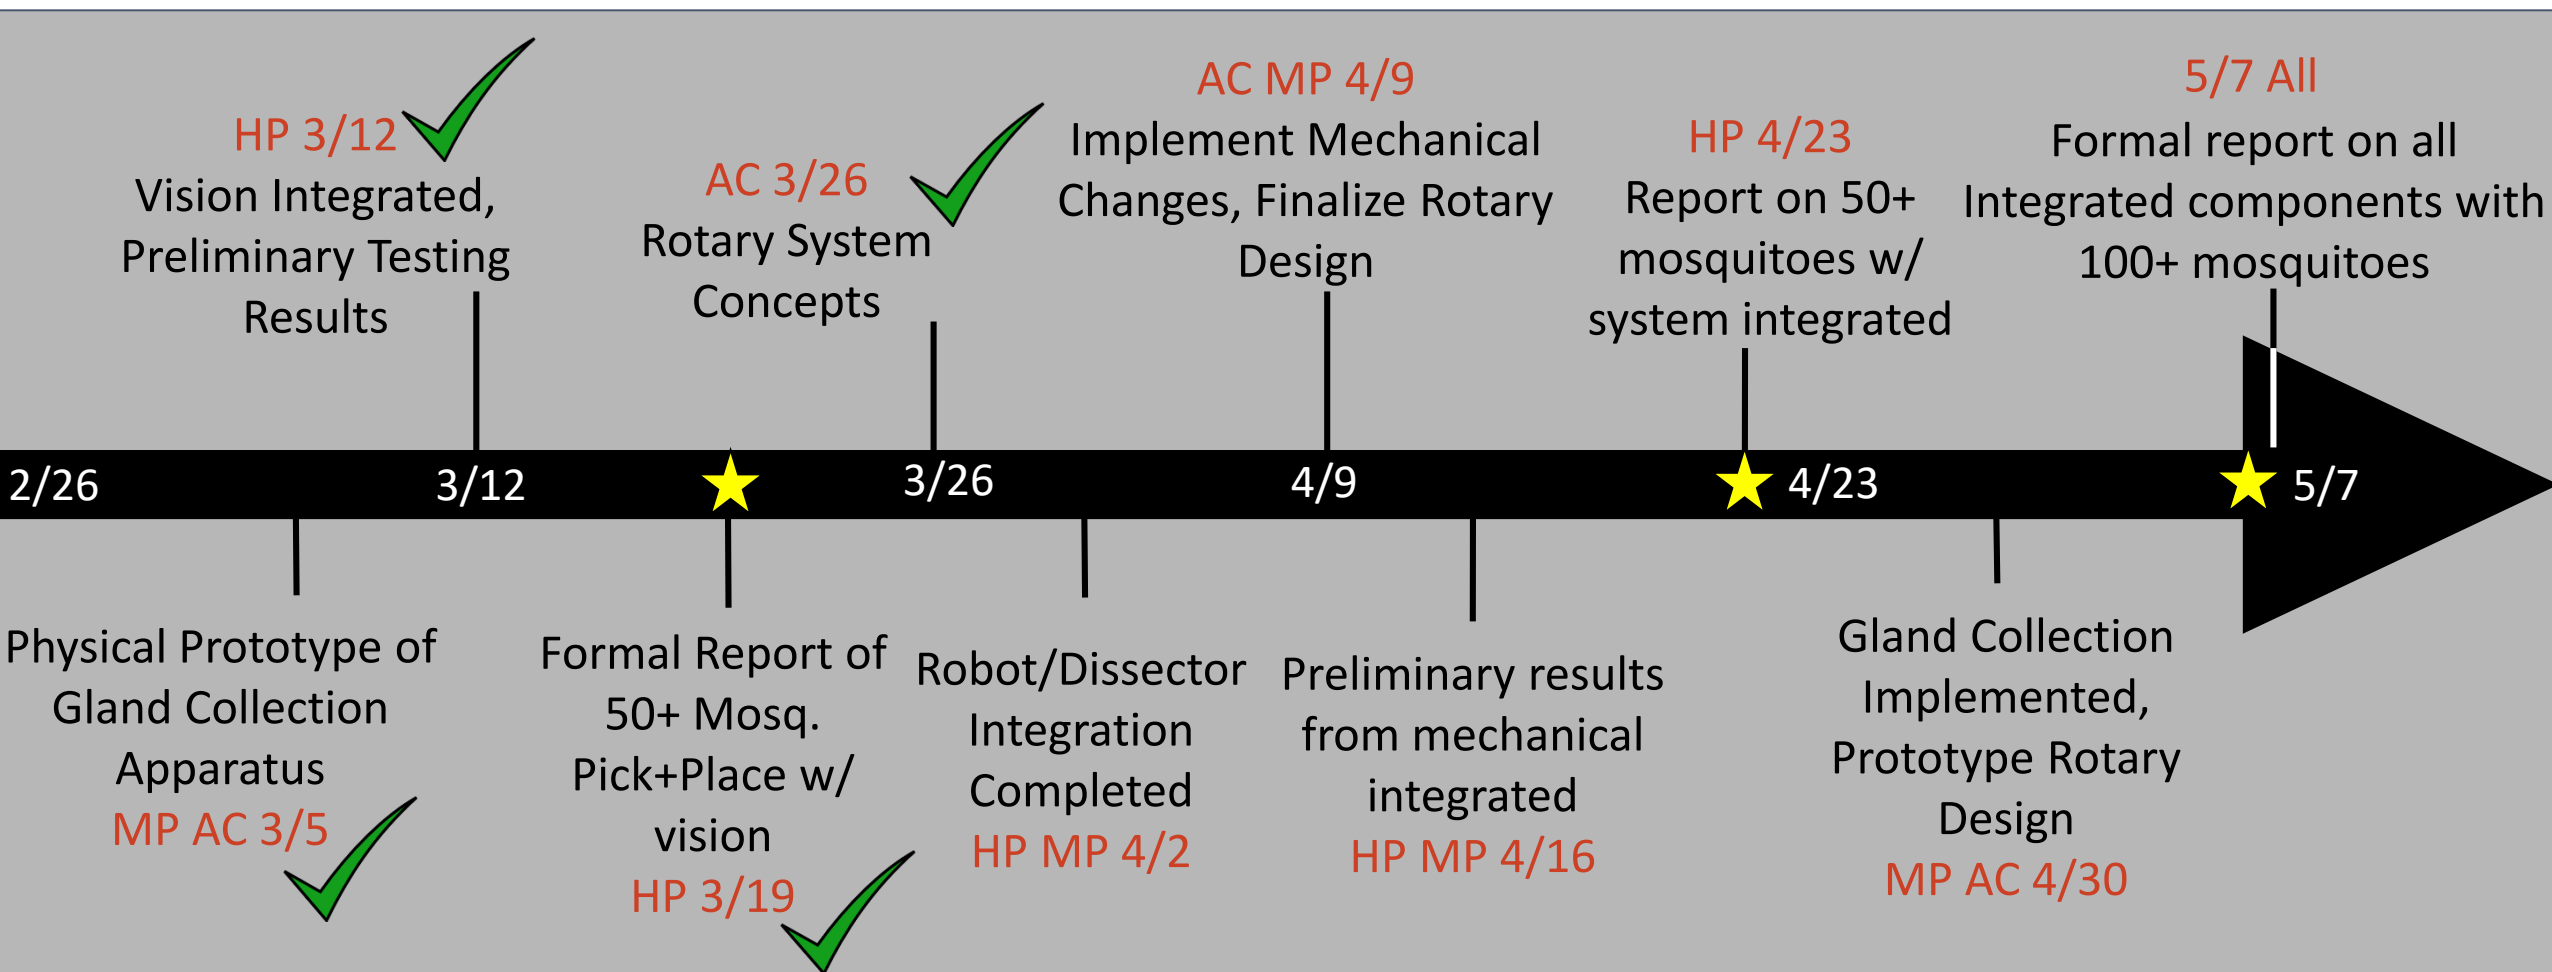 HP 3/12
Vision Integrated,
Preliminary Testing
Results
AC 3/26
Rotary System
Concepts
AC MP 4/9
Implement Mechanical
Changes, Finalize Rotary
Design
HP 4/23
Report on 50+
mosquitoes w/
system integrated
5/7 All
Formal report on all
Integrated components with
100+ mosquitoes
2/26
3/12
3/26
4/9
4/23
5/7
Physical Prototype of
Gland Collection
Apparatus
MP AC 3/5
Formal Report of
50+ Mosq.
Pick+Place w/
vision
HP 3/19
Robot/Dissector
Integration
Completed
HP MP 4/2
Preliminary results
from mechanical
integrated
HP MP 4/16
Gland Collection
Implemented,
Prototype Rotary
Design
MP AC 4/30